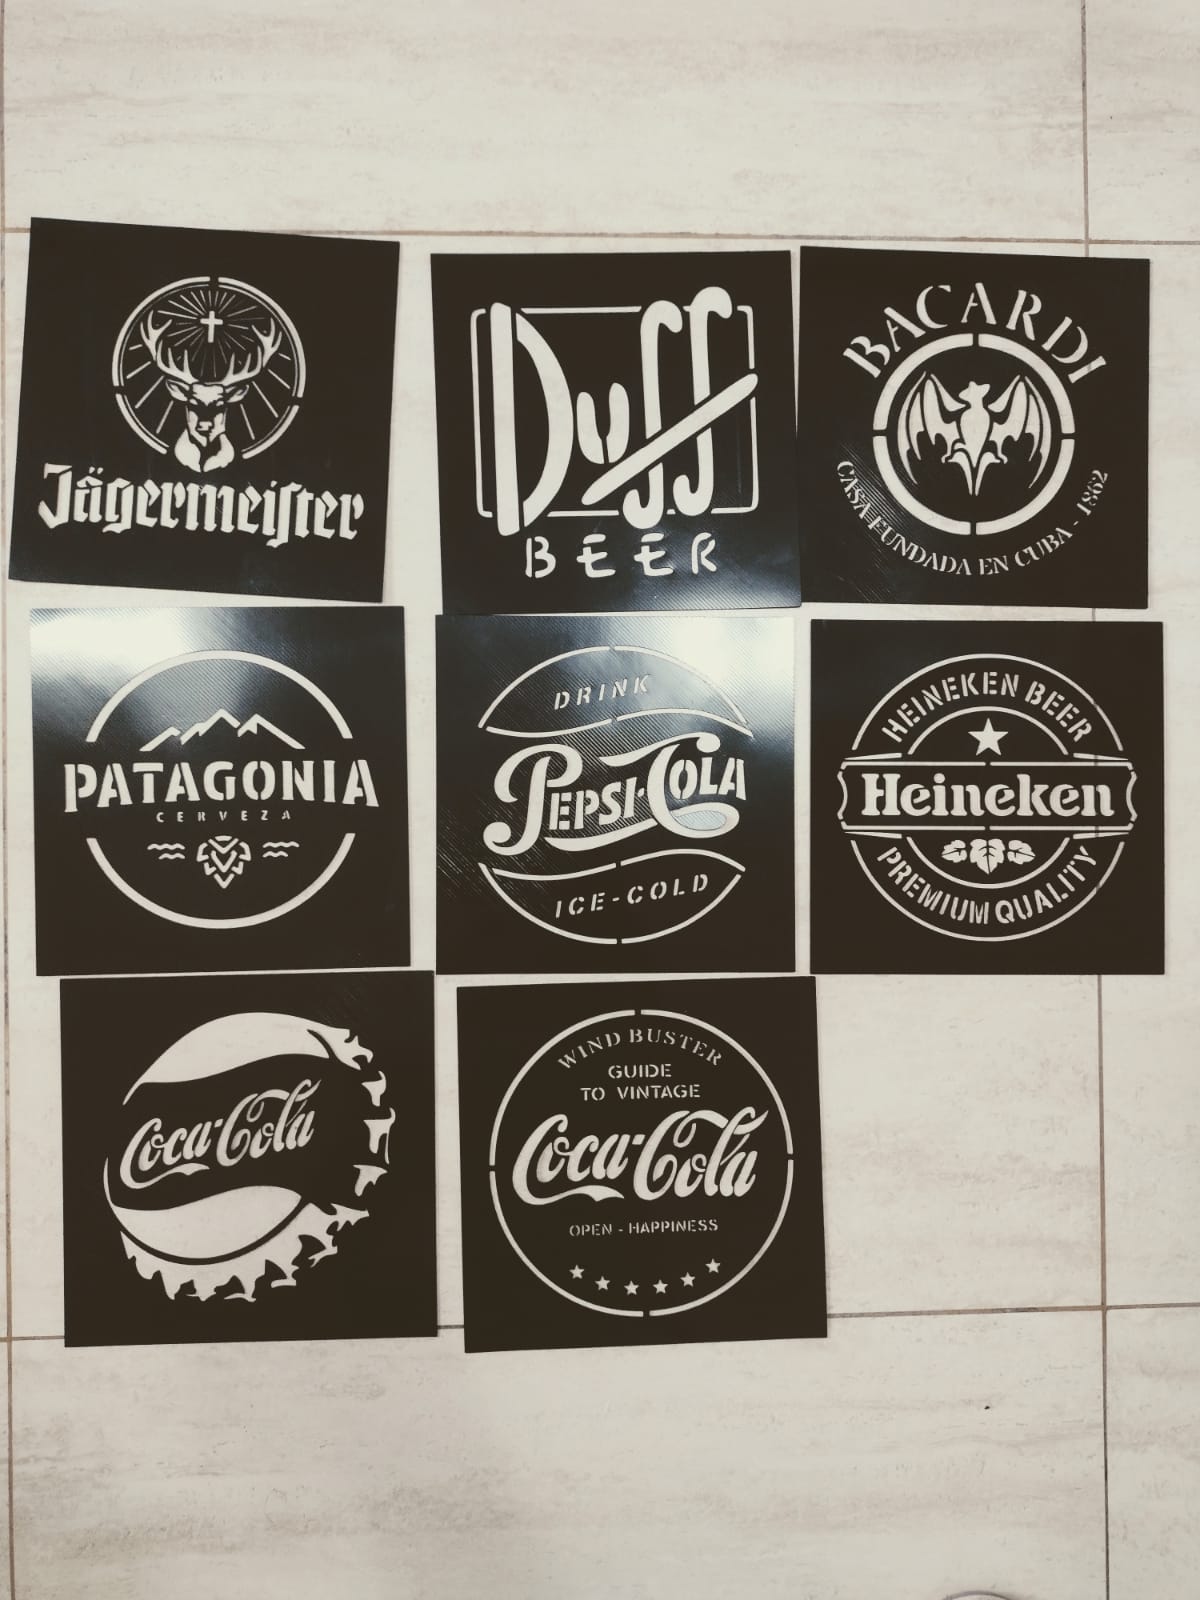 Jägermeiſter
Duff
BEER
BACARDI
CASA FUNDADA EN CUBA - 1862
PATAGONIA
CERVEZA
DRINK
PEPSI-COLA
ICE-COLD
HEINEKEN BEER
Heineken
PREMIUM QUALITY
Coca-Cola
WIND BUSTER
GUIDE
TO VINTAGE
Coca-Cola
OPEN - HAPPINESS